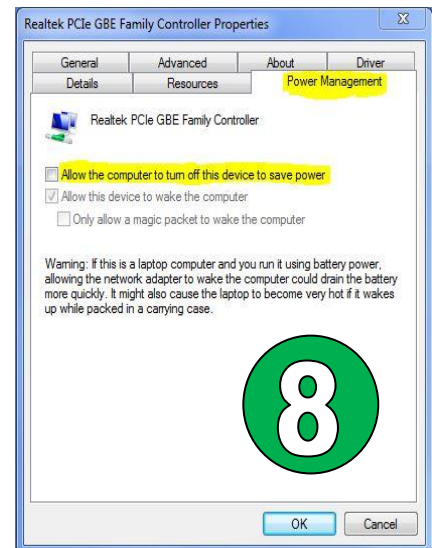 Realtek PCIe GBE Family Controller Properties
X
General Advanced About Driver
Details Resources Power Management
Realtek PCIe GBE Family Controller
Allow the computer to turn off this device to save power
Allow this device to wake the computer
Only allow a magic packet to wake the computer
Warning: If this is a laptop computer and you run it using battery power,
allowing the network adapter to wake the computer could drain the battery
more quickly. It might also cause the laptop to become very hot if it wakes
up while packed in a carrying case.
8
OK Cancel